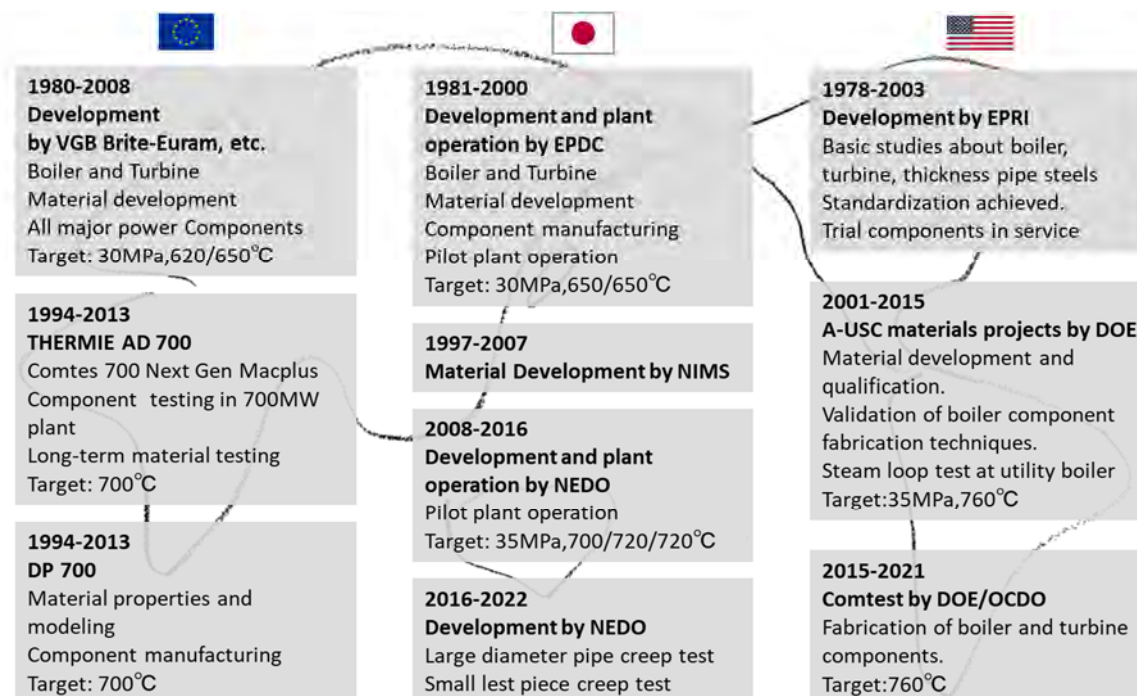 1980-2008
Development
by VGB Brite-Euram, etc.
Boiler and Turbine
Material development
All major power Components
Target: 30MPa,620/650℃
1994-2013
THERMIE AD 700
Comtes 700 Next Gen Macplus
Component testing in 700MW
plant
Long-term material testing
Target: 700℃
1994-2013
DP 700
Material properties and
modeling
Component manufacturing
Target: 700℃
1981-2000
Development and plant
operation by EPDC
Boiler and Turbine
Material development
Component manufacturing
Pilot plant operation
Target: 30MPa,650/650℃
1997-2007
Material Development by NIMS
2008-2016
Development and plant
operation by NEDO
Pilot plant operation
Target: 35MPa,700/720/720℃
2016-2022
Development by NEDO
Large diameter pipe creep test
Small lest piece creep test
1978-2003
Development by EPRI
Basic studies about boiler,
turbine, thickness pipe steels
Standardization achieved.
Trial components in service
2001-2015
A-USC materials projects by DOE
Material development and
qualification.
Validation of boiler component
fabrication techniques.
Steam loop test at utility boiler
Target:35MPa,760℃
2015-2021
Comtest by DOE/OCDO
Fabrication of boiler and turbine
components.
Target:760℃